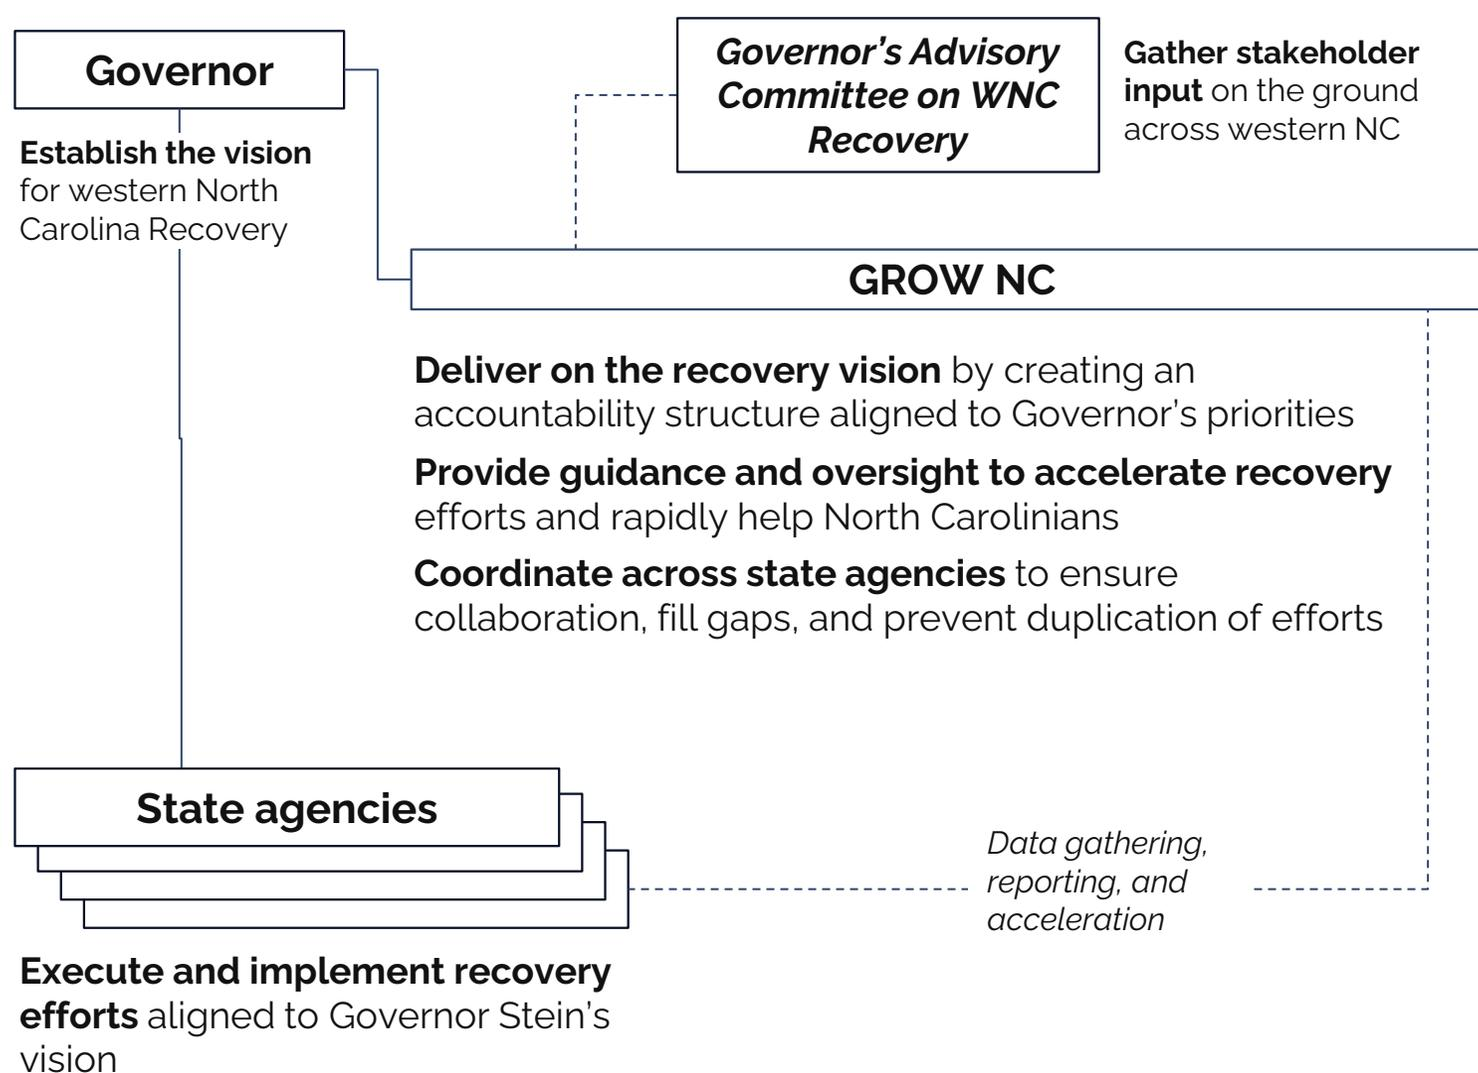 Governor
Establish the vision
for western North
Carolina Recovery
Governor’s Advisory
Committee on WNC
Recovery
Gather stakeholder
input on the ground
across western NC
GROW NC
Deliver on the recovery vision by creating an
accountability structure aligned to Governor’s priorities
Provide guidance and oversight to accelerate recovery
efforts and rapidly help North Carolinians
Coordinate across state agencies to ensure
collaboration, fill gaps, and prevent duplication of efforts
State agencies
Data gathering,
reporting, and
acceleration
Execute and implement recovery
efforts aligned to Governor Stein’s
vision